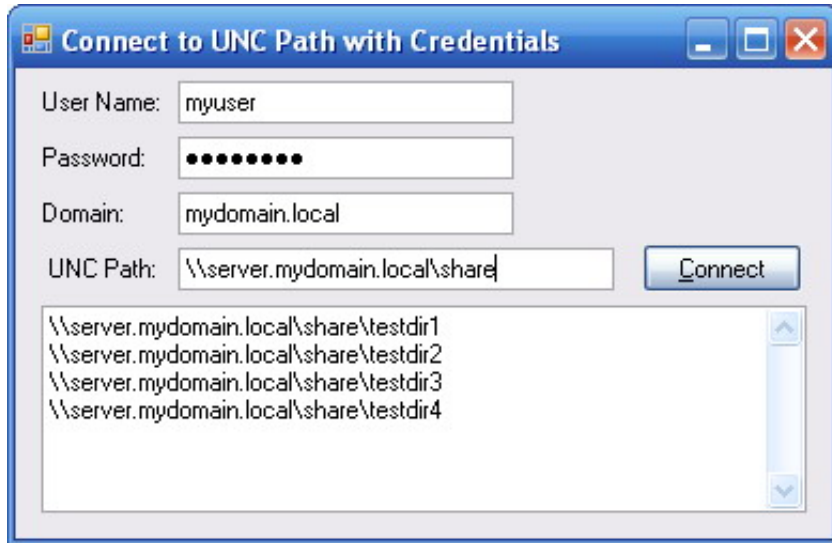 Connect to UNC Path with Credentials
User Name: myuser
Password: ●●●●●●●●
Domain: mydomain.local
UNC Path: \\server.mydomain.local\share Connect
\\server.mydomain.local\share\testdir1
\\server.mydomain.local\share\testdir2
\\server.mydomain.local\share\testdir3
\\server.mydomain.local\share\testdir4